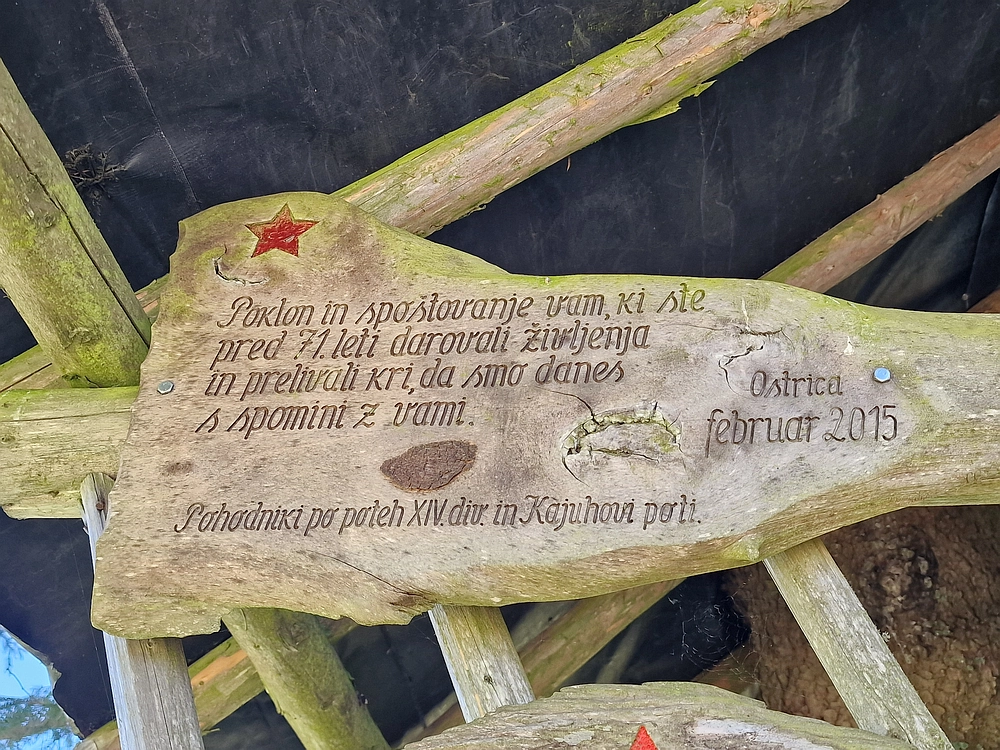 Poklon in spoštovanje vam, ki ste
pred 71. leti darovali življenja
in prelivali kri, da smo danes
s spomini z vami.
Ostrica
februar 2015
Pohodniki po poteh XIV. div. in Kajuhovi poti.